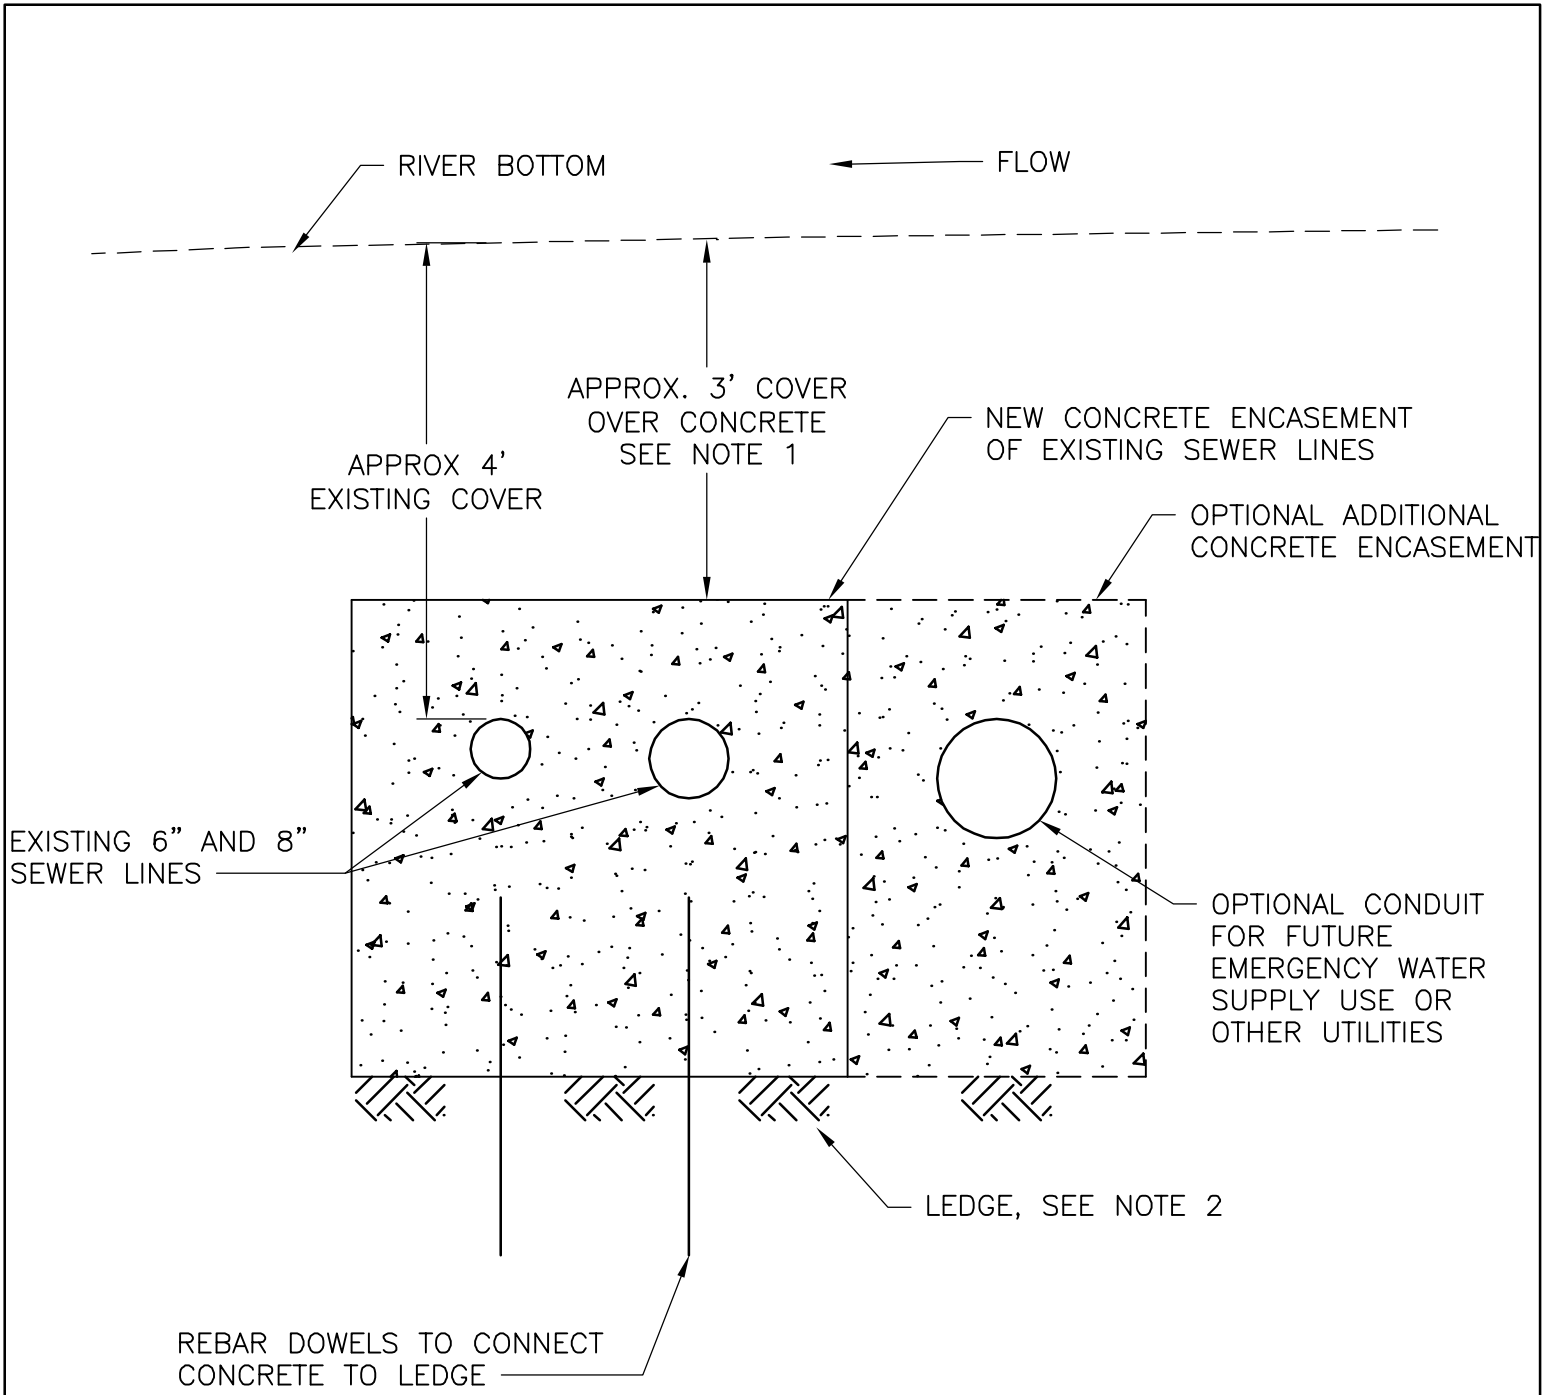 RIVER BOTTOM
FLOW
APPROX. 3' COVER
OVER CONCRETE
SEE NOTE 1
APPROX 4'
EXISTING COVER
NEW CONCRETE ENCASEMENT
OF EXISTING SEWER LINES
OPTIONAL ADDITIONAL
CONCRETE ENCASEMENT
EXISTING 6” AND 8”
SEWER LINES
OPTIONAL CONDUIT
FOR FUTURE
EMERGENCY WATER
SUPPLY USE OR
OTHER UTILITIES
LEDGE, SEE NOTE 2
REBAR DOWELS TO CONNECT
CONCRETE TO LEDGE